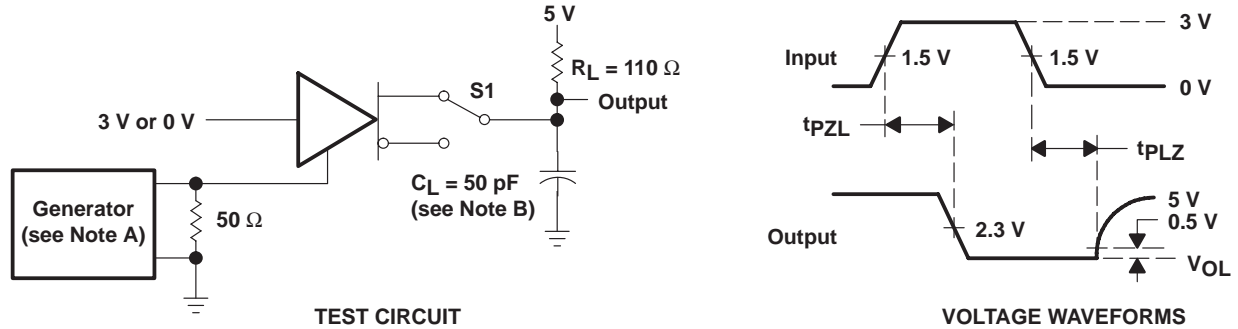 5 V
R_L = 110 Ω
S1
Output
3 V or 0 V
C_L = 50 pF
(see Note B)
Generator
(see Note A)
50 Ω
TEST CIRCUIT
3 V
Input
1.5 V
1.5 V
0 V
t_PZL
t_PLZ
5 V
0.5 V
Output
2.3 V
V_OL
VOLTAGE WAVEFORMS